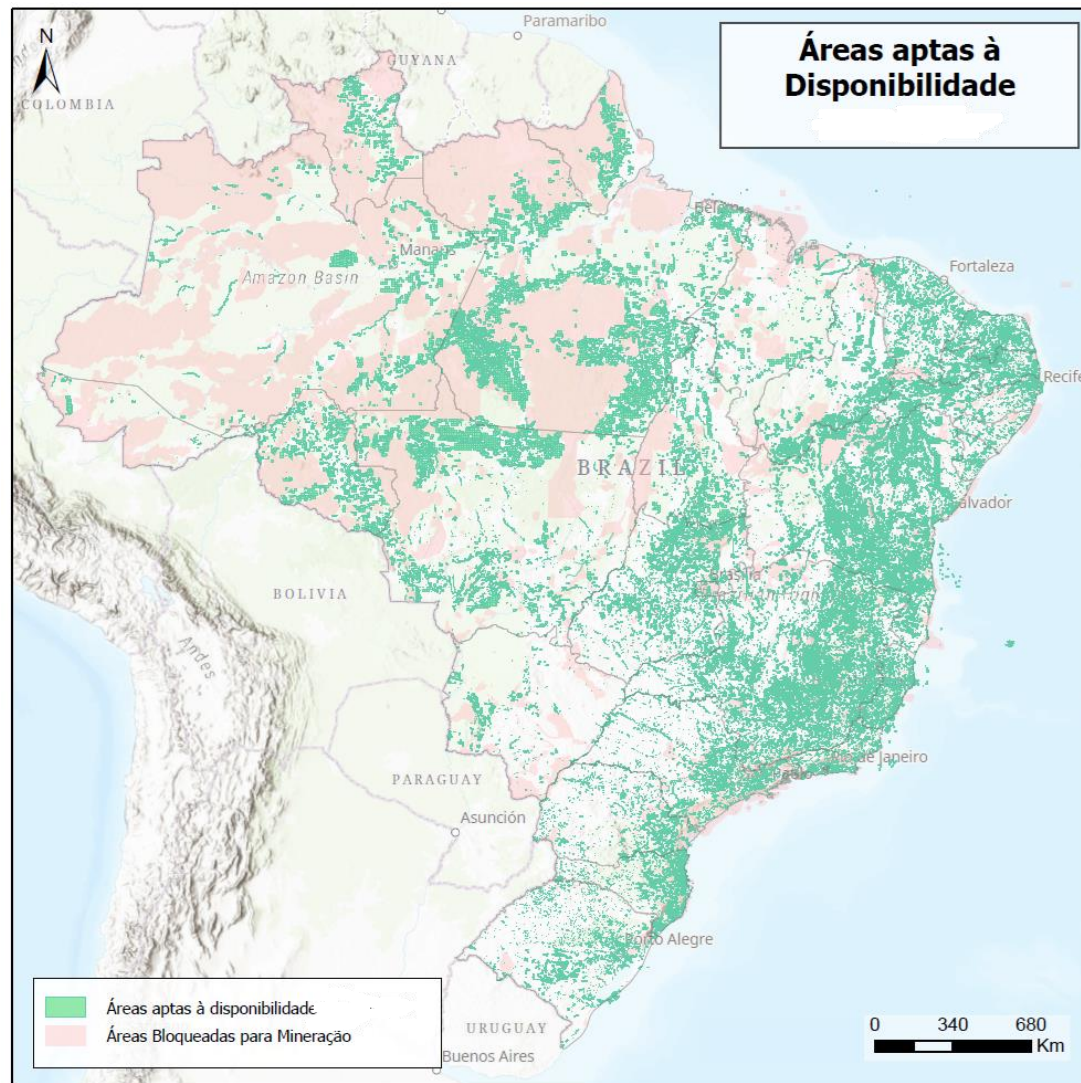 Paramaribo
N
GUYANA
COLOMBIA
Áreas aptas à
Disponibilidade
Manaus
Amazon Basin
Fortaleza
Recife
BRAZIL
BOLIVIA
Andes
PARAGUAY
Asunción
Rio de Janeiro
Porto Alegre
URUGUAY
Buenos Aires
Áreas aptas à disponibilidade
Áreas Bloqueadas para Mineração
0 340 680
Km